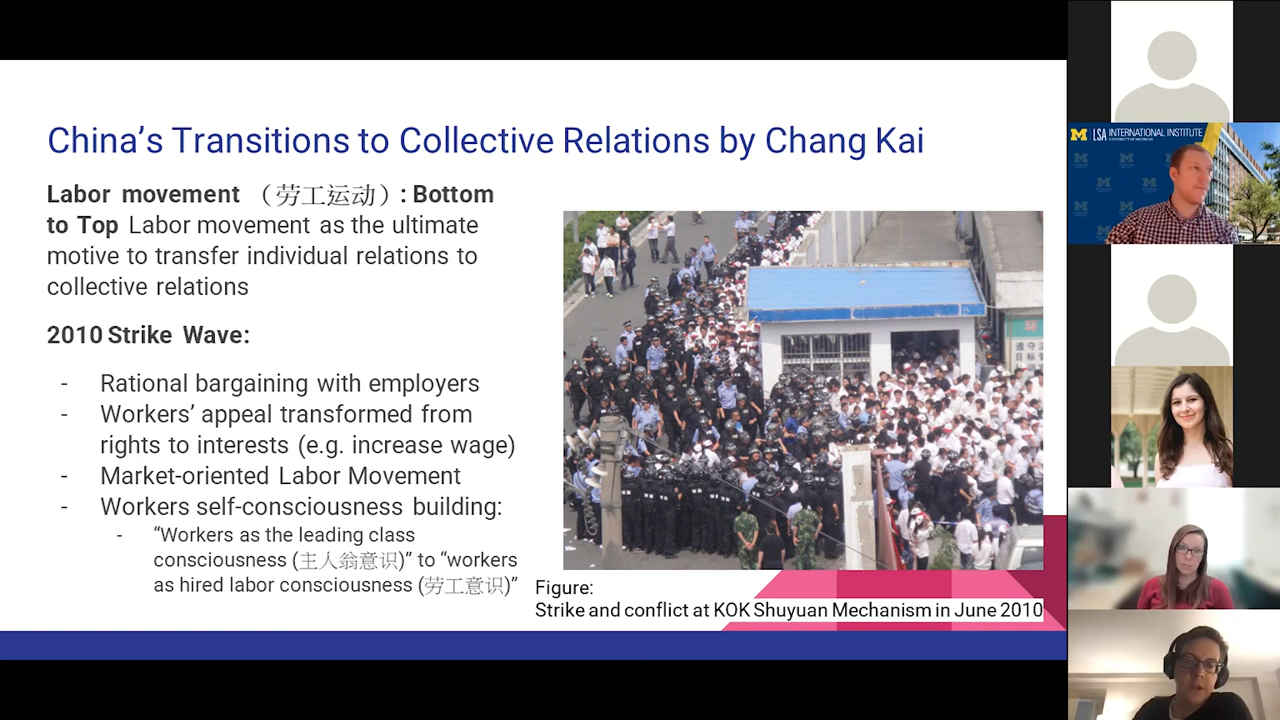 China's Transitions to Collective Relations by Chang Kai
Labor movement （劳工运动）: Bottom
to Top Labor movement as the ultimate
motive to transfer individual relations to
collective relations
2010 Strike Wave:
- Rational bargaining with employers
- Workers' appeal transformed from
rights to interests (e.g. increase wage)
- Market-oriented Labor Movement
- Workers self-consciousness building:
- “Workers as the leading class
consciousness (主人翁意识)” to “workers
as hired labor consciousness (劳工意识)”
Figure:
Strike and conflict at KOK Shuyuan Mechanism in June 2010
M LSA INTERNATIONAL INSTITUTE
UNIVERSITY OF MICHIGAN